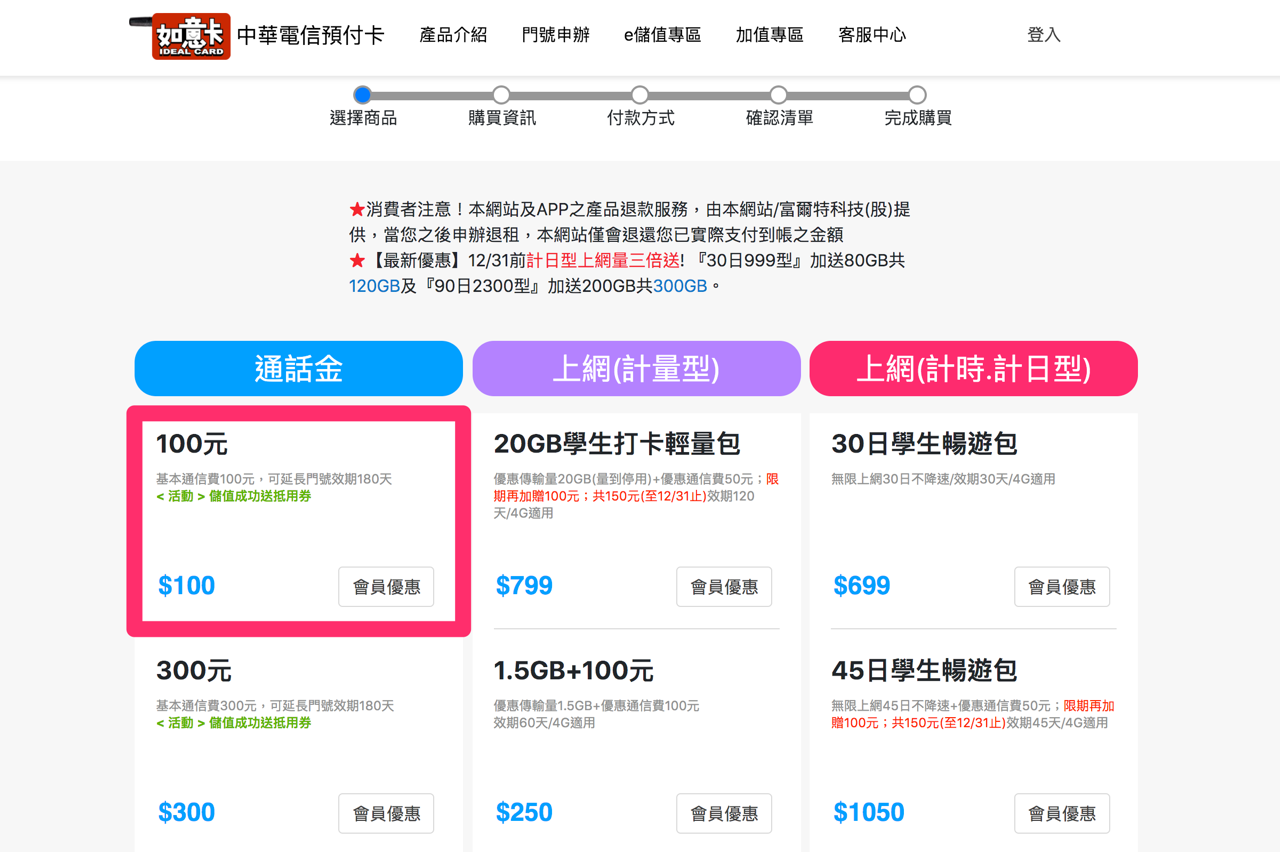 如意卡
IDEAL CARD
中華電信預付卡
產品介紹
門號申辦
e儲值專區
加值專區
客服中心
登入
選擇商品
購買資訊
付款方式
確認清單
完成購買
★消費者注意！本網站及APP之產品退款服務，由本網站/富爾特科技(股)提
供，當您之後申辦退租，本網站僅會退還您已實際支付到帳之金額
★【最新優惠】12/31前計日型上網量三倍送!『30日999型』加送80GB共
120GB及『90日2300型』加送200GB共300GB。
通話金
100元
基本通信費100元，可延長門號效期180天
< 活動 > 儲值成功送抵用券
$100
會員優惠
300元
基本通信費300元，可延長門號效期180天
< 活動 > 儲值成功送抵用券
$300
會員優惠
上網(計量型)
20GB學生打卡輕量包
優惠傳輸量20GB(量到停用)+優惠通信費50元；限
期再加贈100元；共150元(至12/31止)效期120
天/4G適用
$799
會員優惠
1.5GB+100元
優惠傳輸量1.5GB+優惠通信費100元
效期60天/4G適用
$250
會員優惠
上網(計時.計日型)
30日學生暢遊包
無限上網30日不降速/效期30天/4G適用
$699
會員優惠
45日學生暢遊包
無限上網45日不降速+優惠通信費50元；限期再加
贈100元；共150元(至12/31止)效期45天/4G適用
$1050
會員優惠